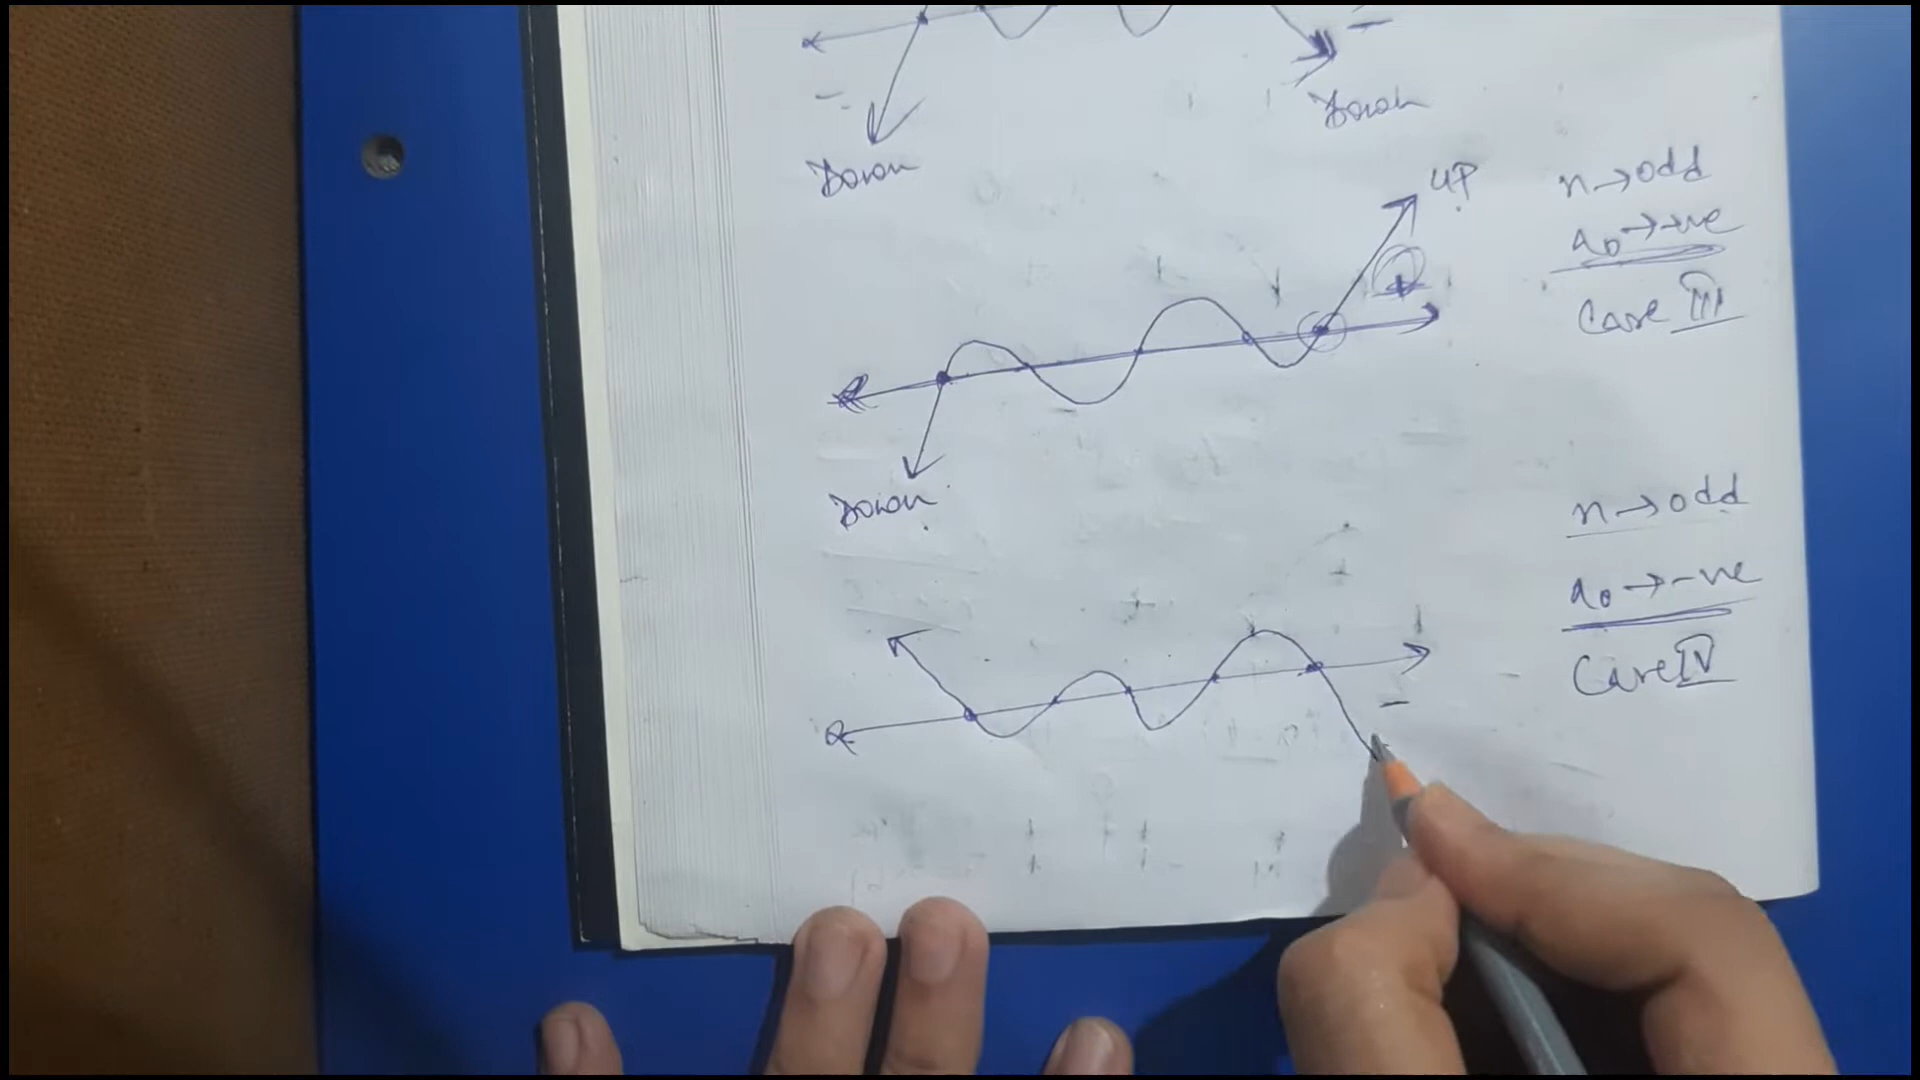 Down
Down
UP
n→odd
a₀→-ve
Case III
Down
n→odd
a₀→-ve
Case IV